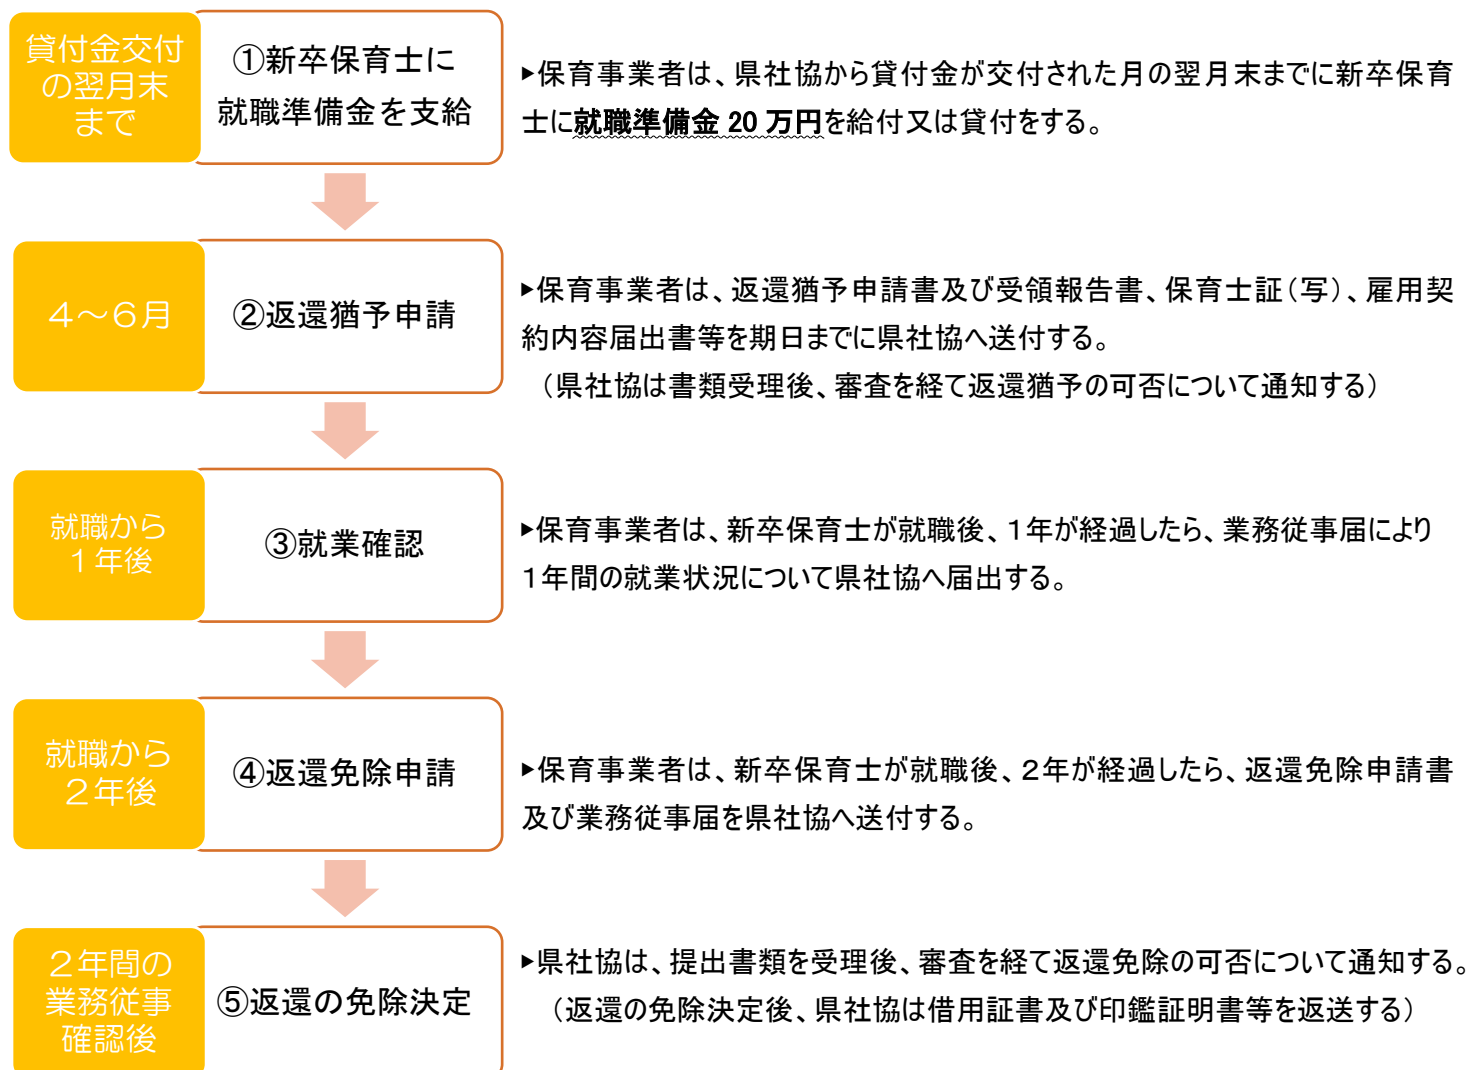 貸付金交付
の翌月末
まで
①新卒保育士に
就職準備金を支給
▶保育事業者は、県社協から貸付金が交付された月の翌月末までに新卒保育
士に就職準備金 20 万円を給付又は貸付をする。
４～６月
②返還猶予申請
▶保育事業者は、返還猶予申請書及び受領報告書、保育士証（写）、雇用契
約内容届出書等を期日までに県社協へ送付する。
（県社協は書類受理後、審査を経て返還猶予の可否について通知する）
就職から
１年後
③就業確認
▶保育事業者は、新卒保育士が就職後、１年が経過したら、業務従事届により
１年間の就業状況について県社協へ届出する。
就職から
２年後
④返還免除申請
▶保育事業者は、新卒保育士が就職後、２年が経過したら、返還免除申請書
及び業務従事届を県社協へ送付する。
２年間の
業務従事
確認後
⑤返還の免除決定
▶県社協は、提出書類を受理後、審査を経て返還免除の可否について通知する。
（返還の免除決定後、県社協は借用証書及び印鑑証明書等を返送する）